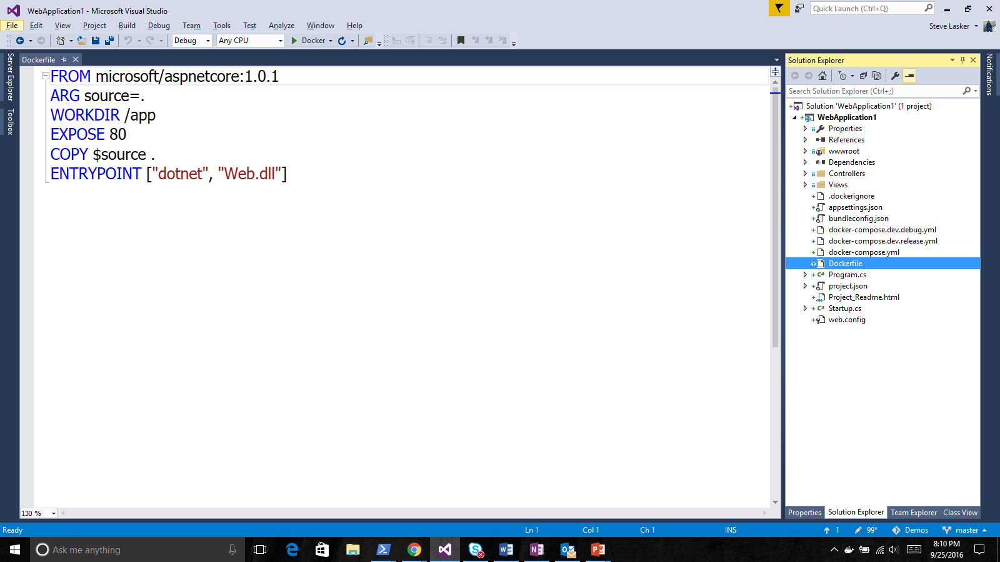 WebApplication1 - Microsoft Visual Studio
Quick Launch (Ctrl+Q)
File Edit View Project Build Debug Team Tools Test Analyze Window Help
Steve Lasker
Debug Any CPU Docker
Server Explorer
Toolbox
Dockerfile
FROM microsoft/aspnetcore:1.0.1
ARG source=.
WORKDIR /app
EXPOSE 80
COPY $source .
ENTRYPOINT ["dotnet", "Web.dll"]
130 %
Solution Explorer
Search Solution Explorer (Ctrl+;)
Solution 'WebApplication1' (1 project)
WebApplication1
Properties
References
wwwroot
Dependencies
Controllers
Views
.dockerignore
appsettings.json
bundleconfig.json
docker-compose.dev.debug.yml
docker-compose.dev.release.yml
docker-compose.yml
Dockerfile
C# Program.cs
project.json
Project_Readme.html
C# Startup.cs
web.config
Properties Solution Explorer Team Explorer Class View
Notifications
Ready Ln 1 Col 1 Ch 1 INS 1 99* Demos master
Ask me anything
8:10 PM
9/25/2016